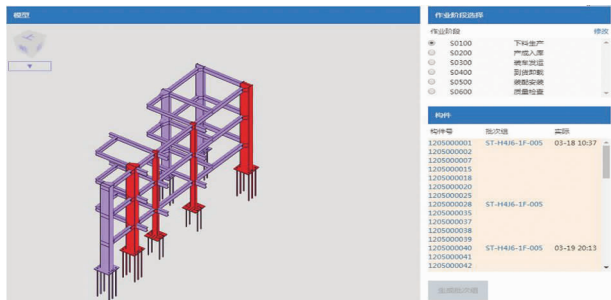 模型
作业阶段选择
作业阶段 修改
S0100 下料生产
S0200 产成入库
S0300 装车发运
S0400 到货卸载
S0500 装配安装
S0600 质量检查
构件
构件号 批次组 实际
1205000001 ST-H4J6-1F-005 03-18 10:37
1205000002
1205000007
1205000015
1205000018
1205000020
1205000025
1205000028 ST-H4J6-1F-005
1205000035
1205000037
1205000038
1205000039
1205000040 ST-H4J6-1F-005 03-19 20:13
1205000041
1205000042